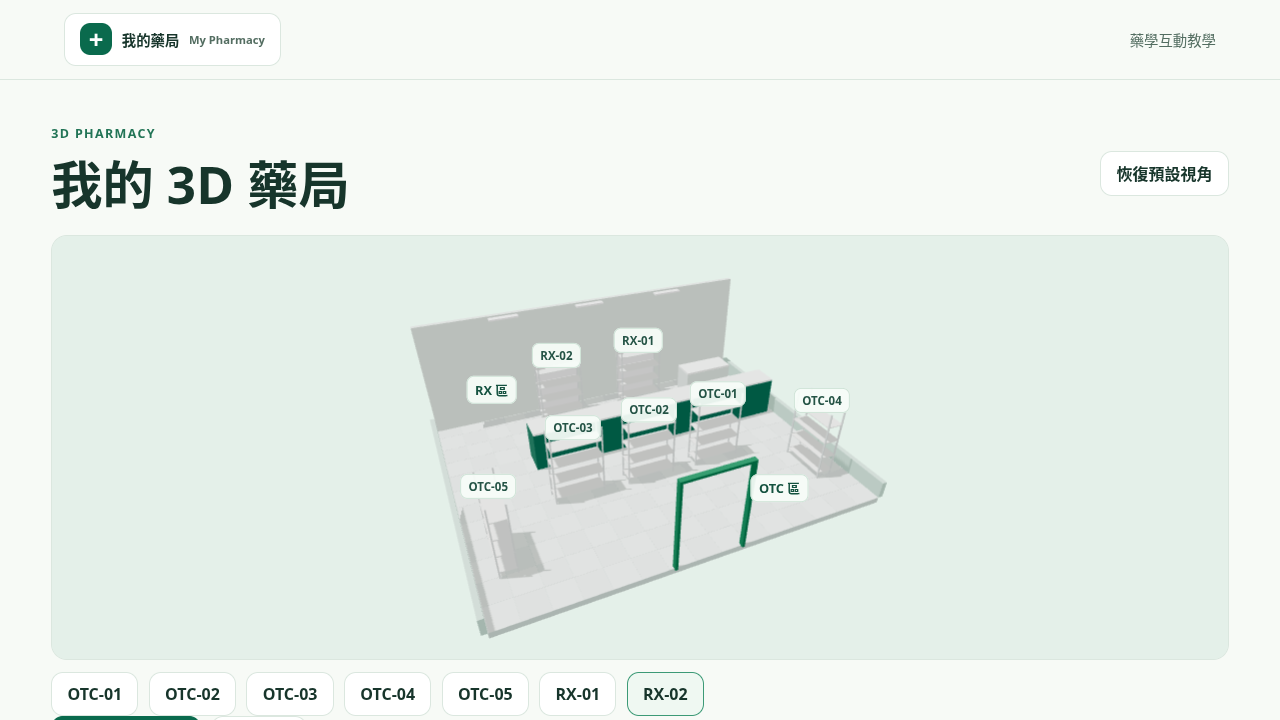 我的藥局 My Pharmacy
藥學互動教學
3D PHARMACY
我的 3D 藥局
恢復預設視角
RX-01
RX-02
RX 區
OTC-01
OTC-04
OTC-02
OTC-03
OTC-05
OTC 區
OTC-01 OTC-02 OTC-03 OTC-04 OTC-05 RX-01 RX-02